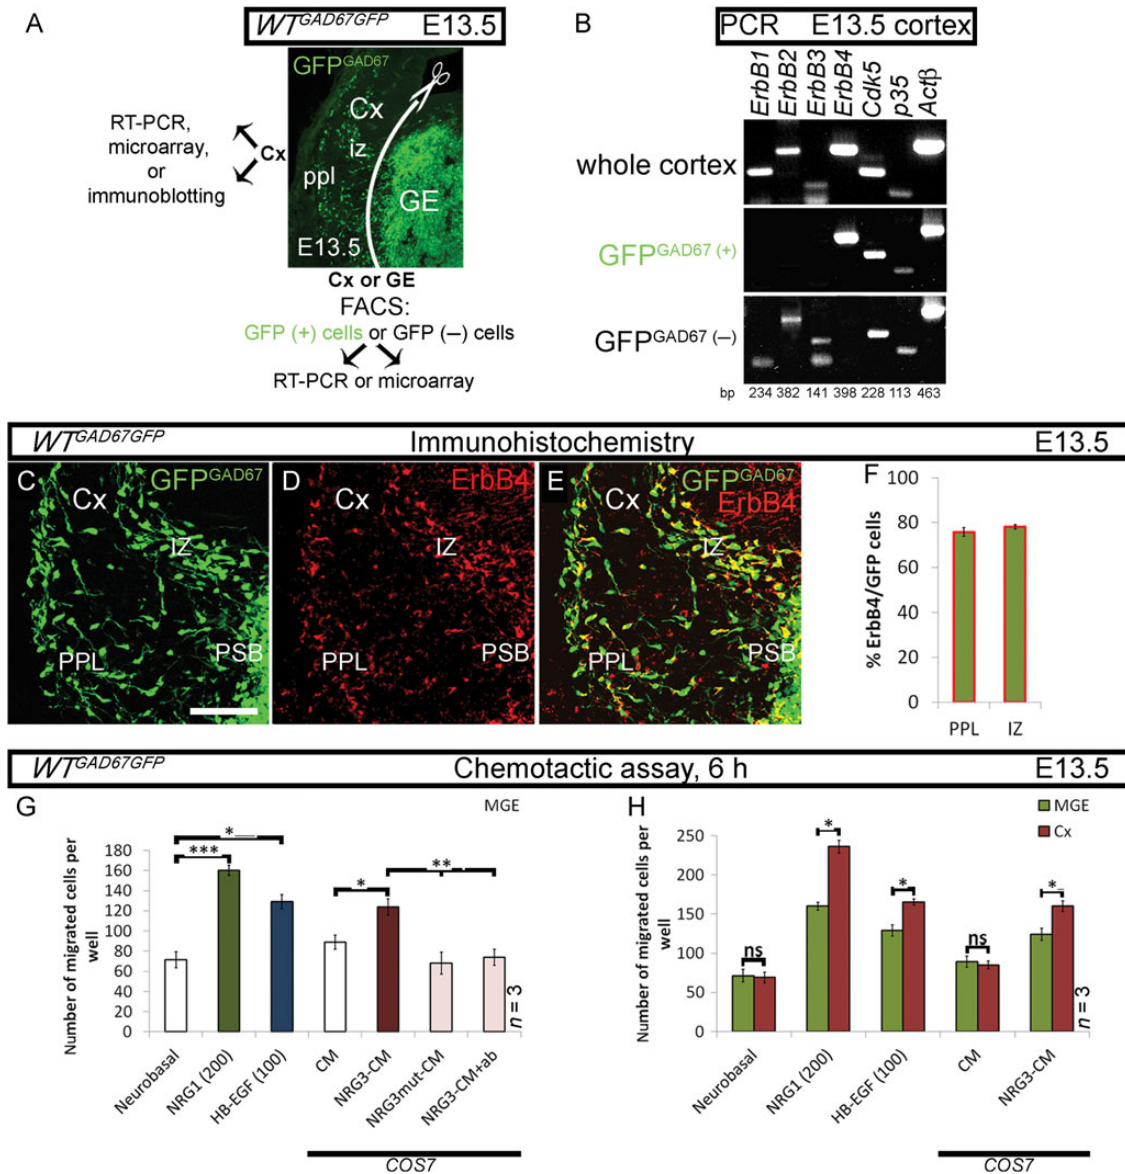 A
WT^GAD67GFP E13.5
GFP^GAD67
Cx
iz
ppl
GE
E13.5
RT-PCR,
microarray,
or
immunoblotting
Cx
Cx or GE
FACS:
GFP (+) cells or GFP (–) cells
RT-PCR or microarray
B
PCR E13.5 cortex
ErbB1 ErbB2 ErbB3 ErbB4 Cdk5 p35 Actβ
whole cortex
GFP^GAD67 (+)
GFP^GAD67 (–)
bp 234 382 141 398 228 113 463
WT^GAD67GFP Immunohistochemistry E13.5
C GFP^GAD67
Cx
IZ
PPL
PSB
D ErbB4
Cx
IZ
PPL
PSB
E GFP^GAD67
ErbB4
Cx
IZ
PPL
PSB
F
% ErbB4/GFP cells
100
80
60
40
20
0
PPL IZ
WT^GAD67GFP Chemotactic assay, 6 h E13.5
G
MGE
Number of migrated cells per
well
180
160
140
120
100
80
60
40
20
0
*
***
*
**
n = 3
Neurobasal
NRG1 (200)
HB-EGF (100)
CM
NRG3-CM
NRG3mut-CM
NRG3-CM+ab
COS7
H
MGE
Cx
Number of migrated cells per
well
250
200
150
100
50
0
ns
*
*
ns
*
n = 3
Neurobasal
NRG1 (200)
HB-EGF (100)
CM
NRG3-CM
COS7